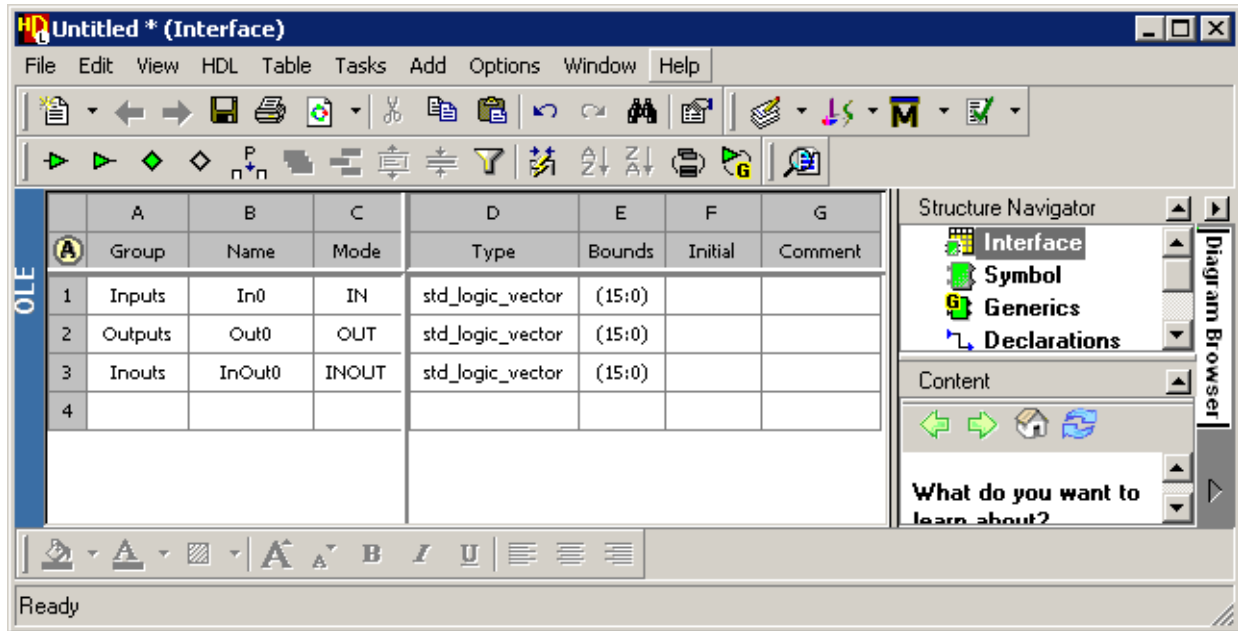 Untitled * (Interface)
File Edit View HDL Table Tasks Add Options Window Help
A B C D E F G
A Group Name Mode Type Bounds Initial Comment
1 Inputs In0 IN std_logic_vector (15:0)
2 Outputs Out0 OUT std_logic_vector (15:0)
3 Inouts InOut0 INOUT std_logic_vector (15:0)
4
OLE
Structure Navigator
Interface
Symbol
Generics
Declarations
Content
What do you want to
learn about?
Diagram Browser
Ready